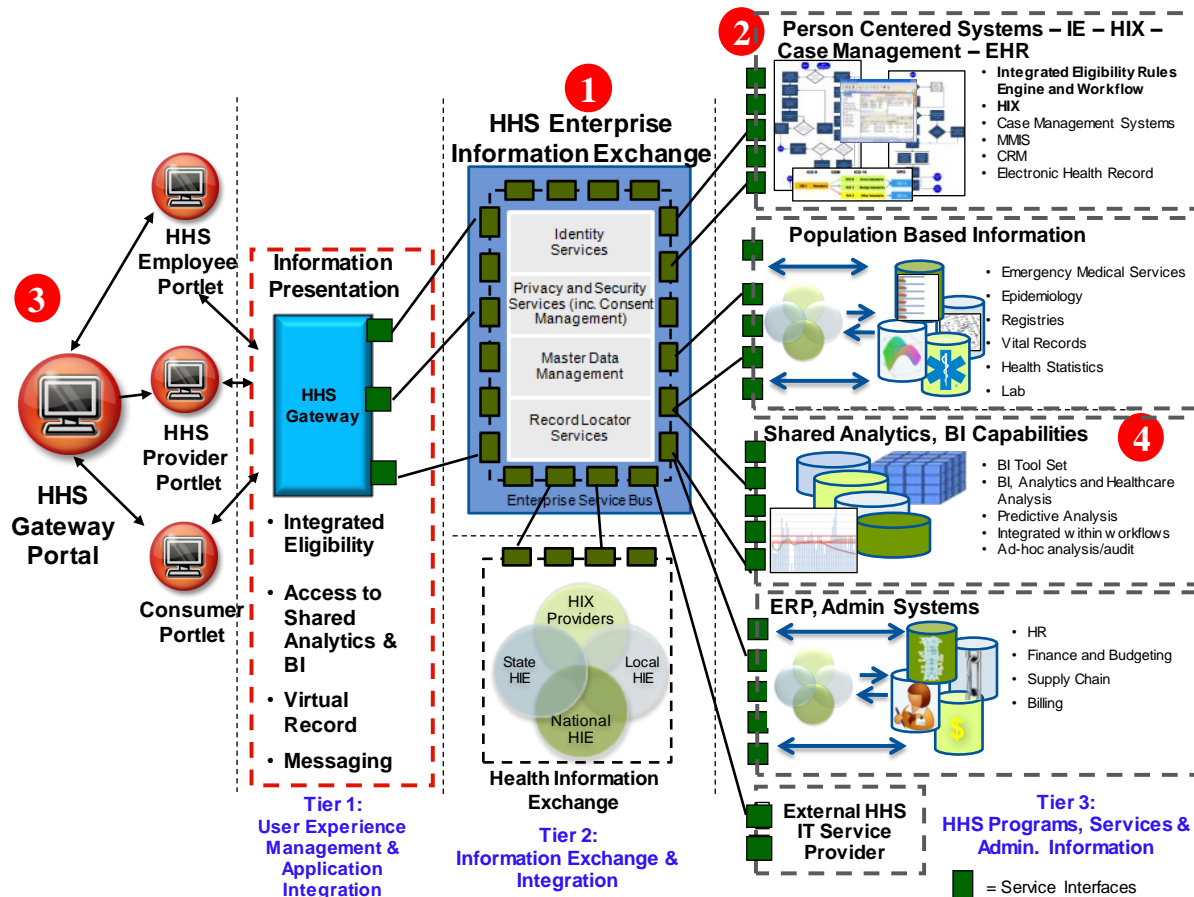 3
HHS
Employee
Portlet
HHS
Provider
Portlet
HHS
Gateway
Portal
Consumer
Portlet
Information
Presentation
HHS
Gateway
• Integrated
Eligibility
• Access to
Shared
Analytics &
BI
• Virtual
Record
• Messaging
Tier 1:
User Experience
Management &
Application
Integration
1
HHS Enterprise
Information Exchange
Identity
Services
Privacy and Security
Services (inc. Consent
Management)
Master Data
Management
Record Locator
Services
Enterprise Service Bus
HIX
Providers
State
HIE
Local
HIE
National
HIE
Health Information
Exchange
Tier 2:
Information Exchange &
Integration
2
Person Centered Systems – IE – HIX –
Case Management – EHR
• Integrated Eligibility Rules
Engine and Workflow
• HIX
• Case Management Systems
• MMIS
• CRM
• Electronic Health Record
Population Based Information
• Emergency Medical Services
• Epidemiology
• Registries
• Vital Records
• Health Statistics
• Lab
Shared Analytics, BI Capabilities
4
• BI Tool Set
• BI, Analytics and Healthcare
Analysis
• Predictive Analysis
• Integrated within workflows
• Ad-hoc analysis/audit
ERP, Admin Systems
• HR
• Finance and Budgeting
• Supply Chain
• Billing
$
External HHS
IT Service
Provider
Tier 3:
HHS Programs, Services &
Admin. Information
= Service Interfaces